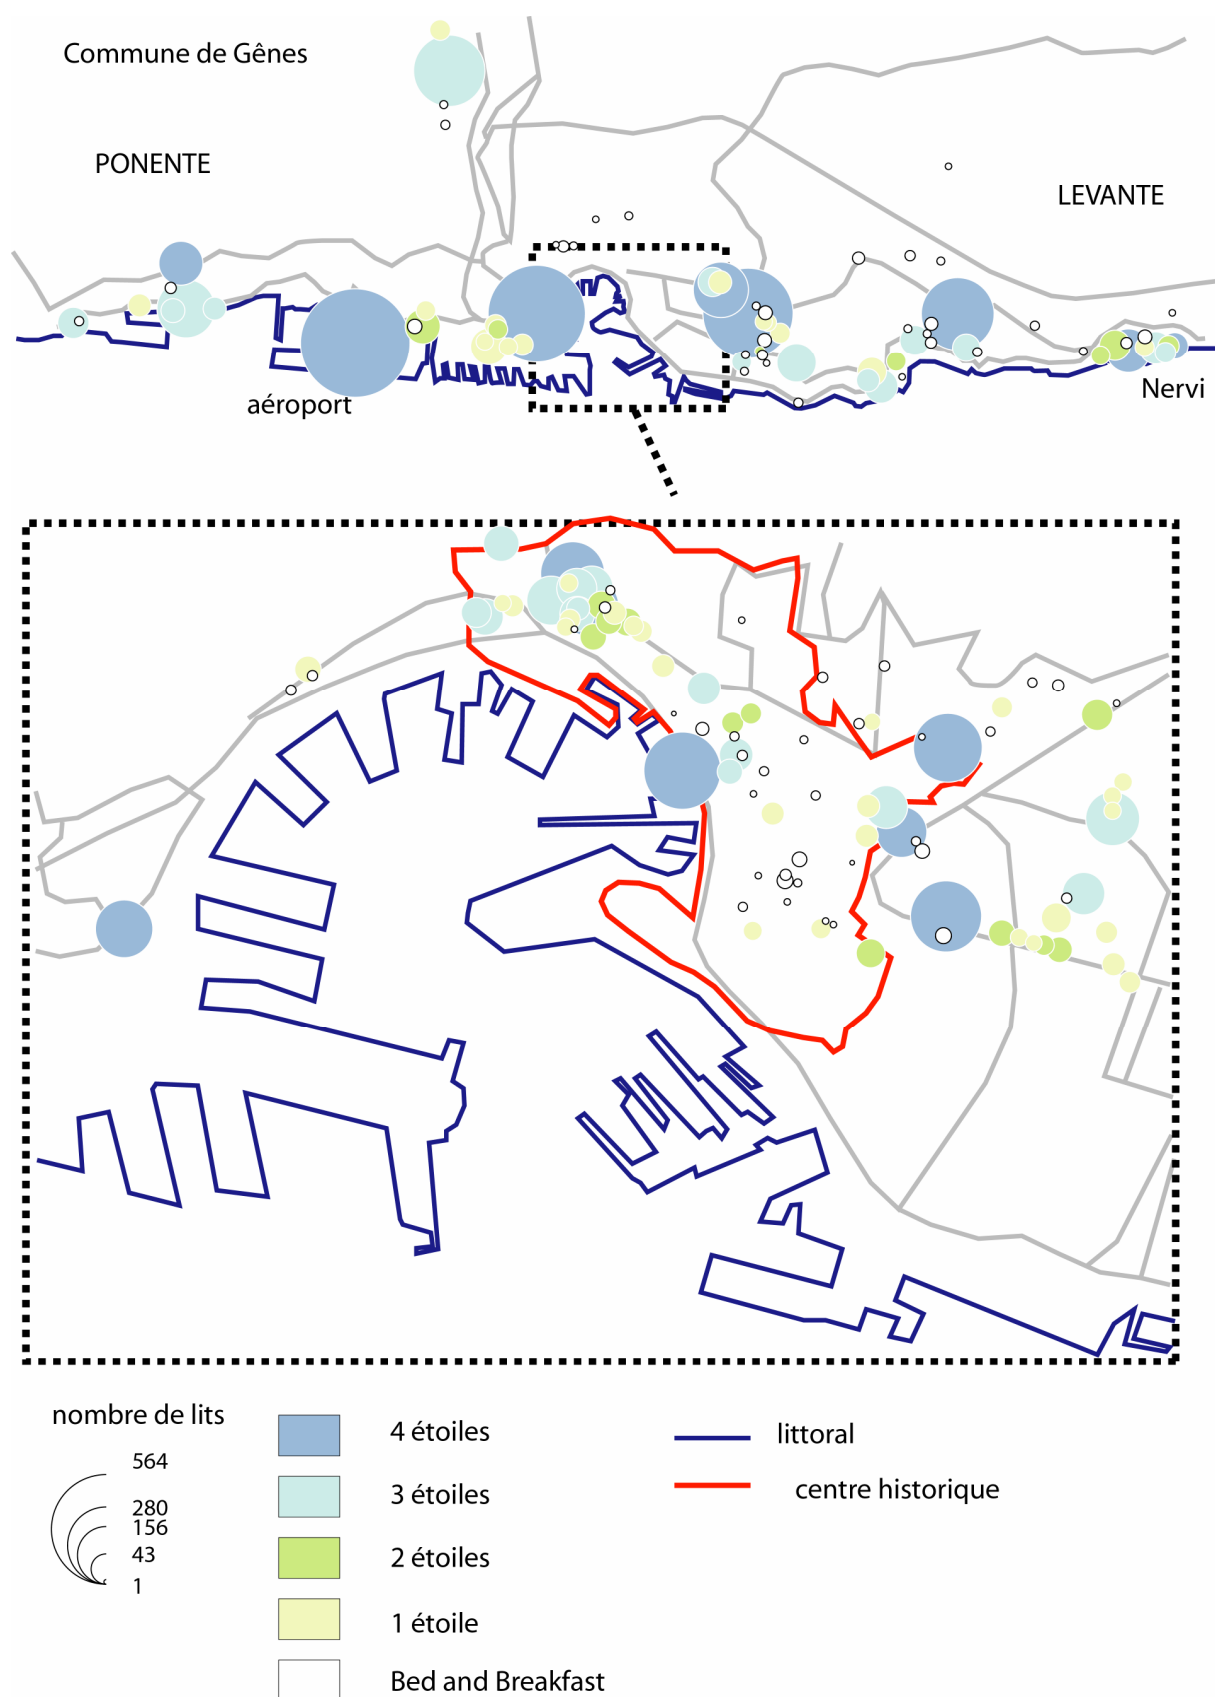 Commune de Gênes
PONENTE
LEVANTE
aéroport
Nervi
nombre de lits
564
280
156
43
1
4 étoiles
3 étoiles
2 étoiles
1 étoile
Bed and Breakfast
littoral
centre historique